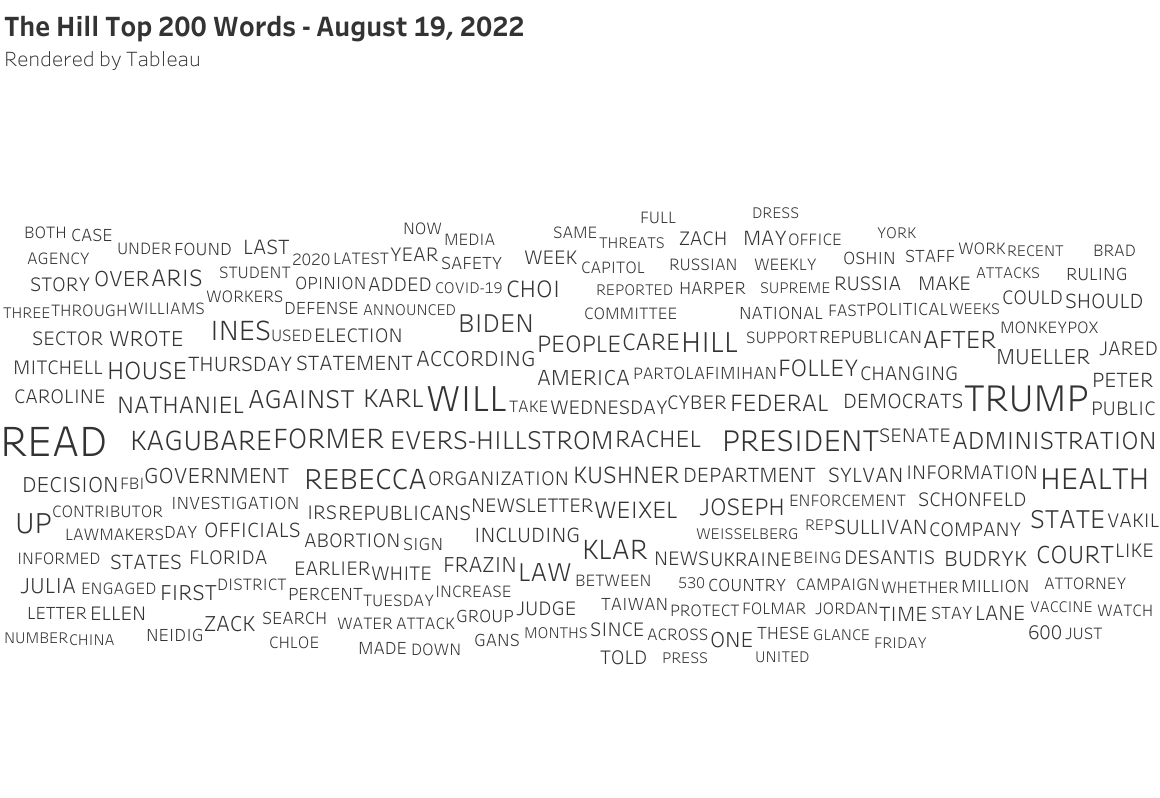 The Hill Top 200 Words - August 19, 2022
Rendered by Tableau
FULL DRESS
BOTH CASE UNDER FOUND LAST NOW MEDIA SAME THREATS ZACH MAY OFFICE YORK
AGENCY 2020 LATEST YEAR SAFETY WEEK CAPITOL RUSSIAN WEEKLY OSHIN STAFF WORK RECENT BRAD
STORY OVER ARIS STUDENT OPINION ADDED COVID-19 CHOI REPORTED HARPER SUPREME RUSSIA MAKE ATTACKS RULING
THREE THROUGH WILLIAMS WORKERS DEFENSE ANNOUNCED COMMITTEE NATIONAL FAST POLITICAL WEEKS COULD SHOULD
SECTOR WROTE INES USED ELECTION BIDEN PEOPLE CARE HILL SUPPORT REPUBLICAN AFTER MONKEYPOX JARED
MITCHELL HOUSE THURSDAY STATEMENT ACCORDING AMERICA PARTOLAFIMIHAN FOLLEY CHANGING MUELLER PETER
CAROLINE NATHANIEL AGAINST KARL WILL TAKE WEDNESDAY CYBER FEDERAL DEMOCRATS TRUMP PUBLIC
READ KAGUBARE FORMER EVERS-HILLSTROM RACHEL PRESIDENT SENATE ADMINISTRATION
DECISION FBI GOVERNMENT REBECCA ORGANIZATION KUSHNER DEPARTMENT SYLVAN INFORMATION HEALTH
UP CONTRIBUTOR INVESTIGATION IRS REPUBLICANS NEWSLETTER WEIXEL JOSEPH ENFORCEMENT SCHONFELD STATE VAKIL
LAWMAKERS DAY OFFICIALS ABORTION SIGN INCLUDING WEISSELBERG REP SULLIVAN COMPANY
INFORMED STATES FLORIDA EARLIER WHITE FRAZIN LAW KLAR NEWS UKRAINE BEING DESANTIS BUDRYK COURT LIKE
JULIA ENGAGED FIRST DISTRICT PERCENT TUESDAY INCREASE BETWEEN 530 COUNTRY CAMPAIGN WHETHER MILLION ATTORNEY
LETTER ELLEN ZACK SEARCH WATER ATTACK GROUP JUDGE TAIWAN PROTECT FOLMAR JORDAN TIME STAY LANE VACCINE WATCH
NUMBER CHINA NEIDIG CHLOE MADE DOWN GANS MONTHS SINCE ACROSS ONE THESE GLANCE FRIDAY 600 JUST
TOLD PRESS UNITED